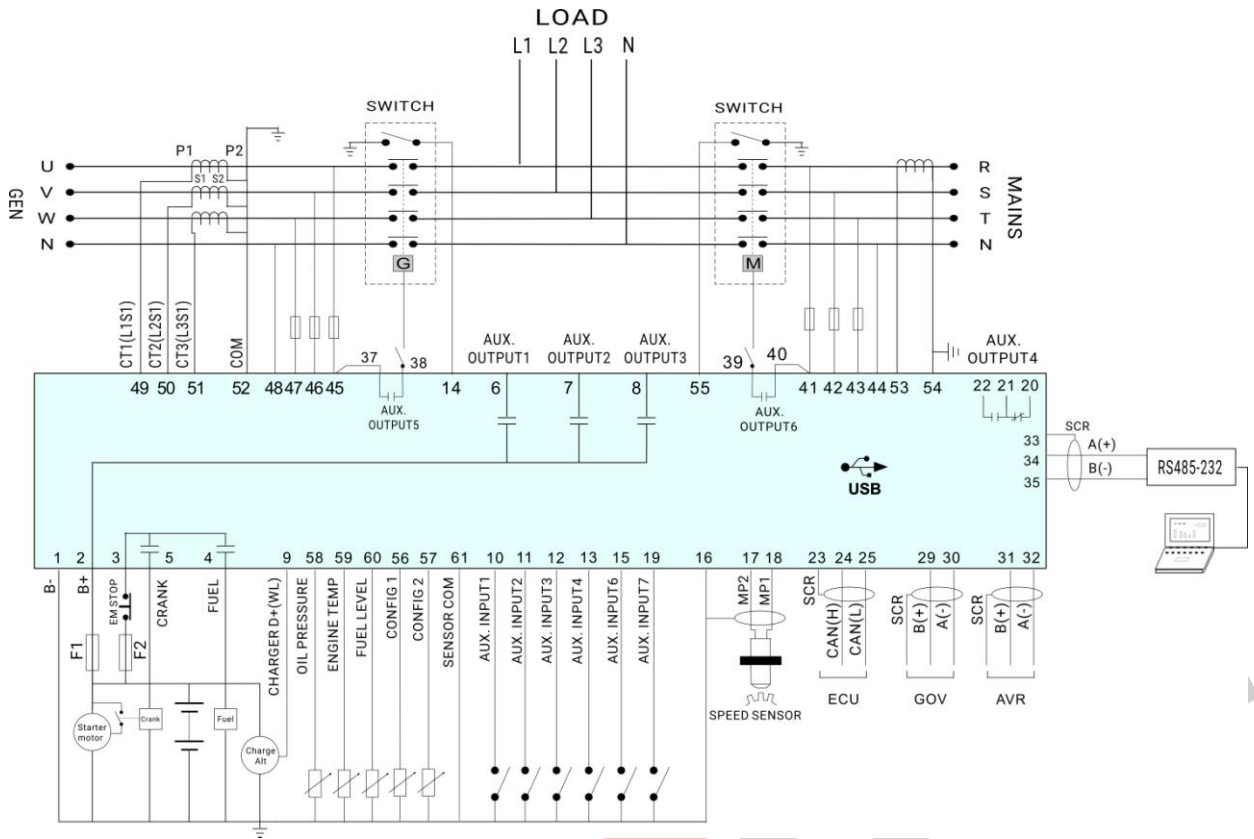 LOAD
L1 L2 L3 N
SWITCH
SWITCH
P1 P2
S1 S2
U
V
W
N
GEN
R
S
T
N
MAINS
G
M
CT1(L1S1)
CT2(L2S1)
CT3(L3S1)
COM
37
38
AUX.
OUTPUT1
AUX.
OUTPUT2
AUX.
OUTPUT3
39
40
AUX.
OUTPUT4
49 50 51 52 48 47 46 45 14 6 7 8 55 41 42 43 44 53 54 22 21 20
AUX.
OUTPUT5
AUX.
OUTPUT6
33
34
35
SCR
A(+)
B(-)
RS485-232
USB
1 2 3 5 4 9 58 59 60 56 57 61 10 11 12 13 15 19 16 17 18 23 24 25 29 30 31 32
B-
B+
EM STOP
CRANK
FUEL
CHARGER D+(WL)
OIL PRESSURE
ENGINE TEMP
FUEL LEVEL
CONFIG 1
CONFIG 2
SENSOR COM
AUX. INPUT1
AUX. INPUT2
AUX. INPUT3
AUX. INPUT4
AUX. INPUT6
AUX. INPUT7
MP2
MP1
SCR
CAN(H)
CAN(L)
SCR
B(+)
A(-)
SCR
B(+)
A(-)
F1
F2
SPEED SENSOR
ECU
GOV
AVR
Starter
motor
Crank
Fuel
Charge
Alt